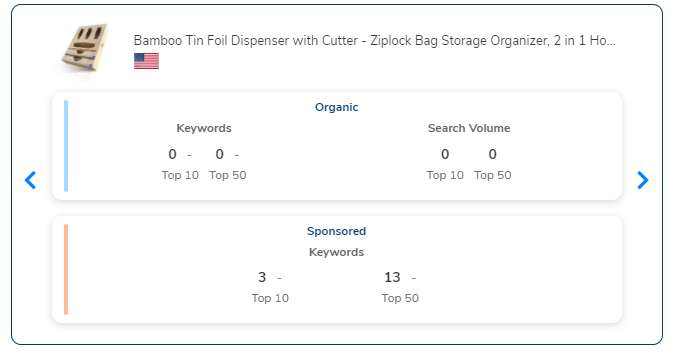 Bamboo Tin Foil Dispenser with Cutter - Ziplock Bag Storage Organizer, 2 in 1 Ho...
Organic
Keywords Search Volume
0 - 0 - 0 0
Top 10 Top 50 Top 10 Top 50
Sponsored
Keywords
3 - 13 -
Top 10 Top 50